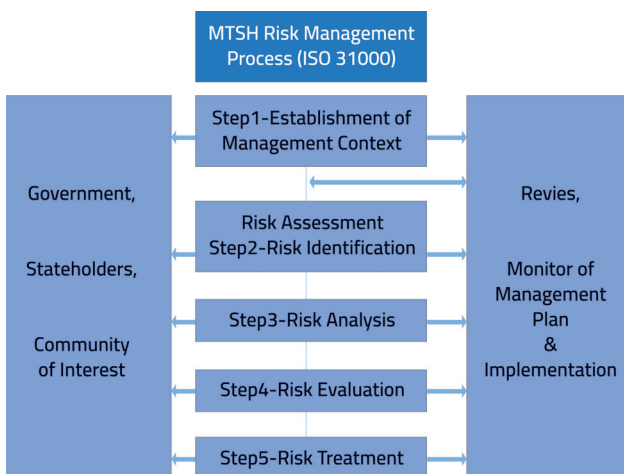 MTSH Risk Management
Process (ISO 31000)
Step1-Establishment of
Management Context
Government,
Stateholders,
Community
of Interest
Risk Assessment
Step2-Risk Identification
Step3-Risk Analysis
Step4-Risk Evaluation
Step5-Risk Treatment
Revies,
Monitor of
Management
Plan
&
Implementation